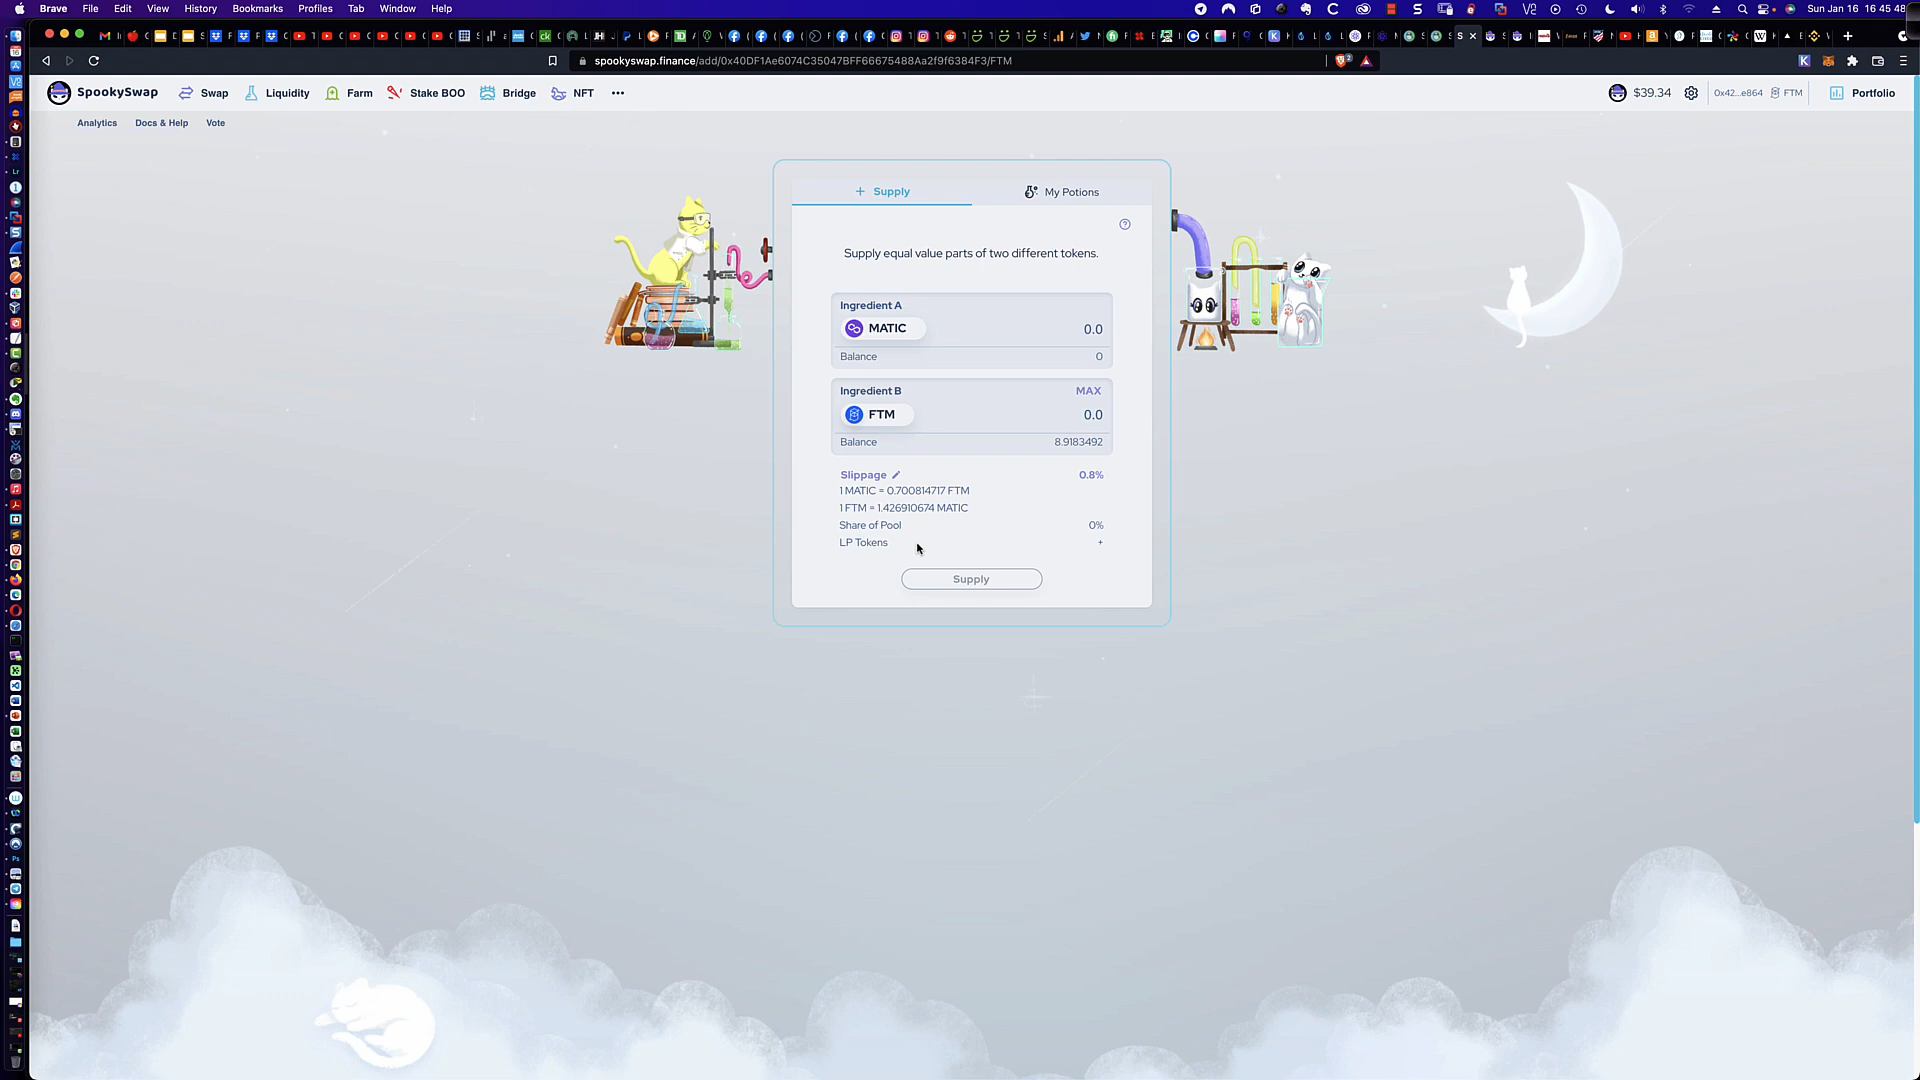 Brave File Edit View History Bookmarks Profiles Tab Window Help Sun Jan 16 16 45 48
spookyswap.finance/add/0x40DF1Ae6074C35047BFF66675488Aa2f9f6384F3/FTM
SpookySwap Swap Liquidity Farm Stake BOO Bridge NFT $39.34 0x42...e864 FTM Portfolio
Analytics Docs & Help Vote
+ Supply My Potions
Supply equal value parts of two different tokens.
Ingredient A
MATIC 0.0
Balance 0
Ingredient B MAX
FTM 0.0
Balance 8.9183492
Slippage 0.8%
1 MATIC = 0.700814717 FTM
1 FTM = 1.426910674 MATIC
Share of Pool 0%
LP Tokens +
Supply